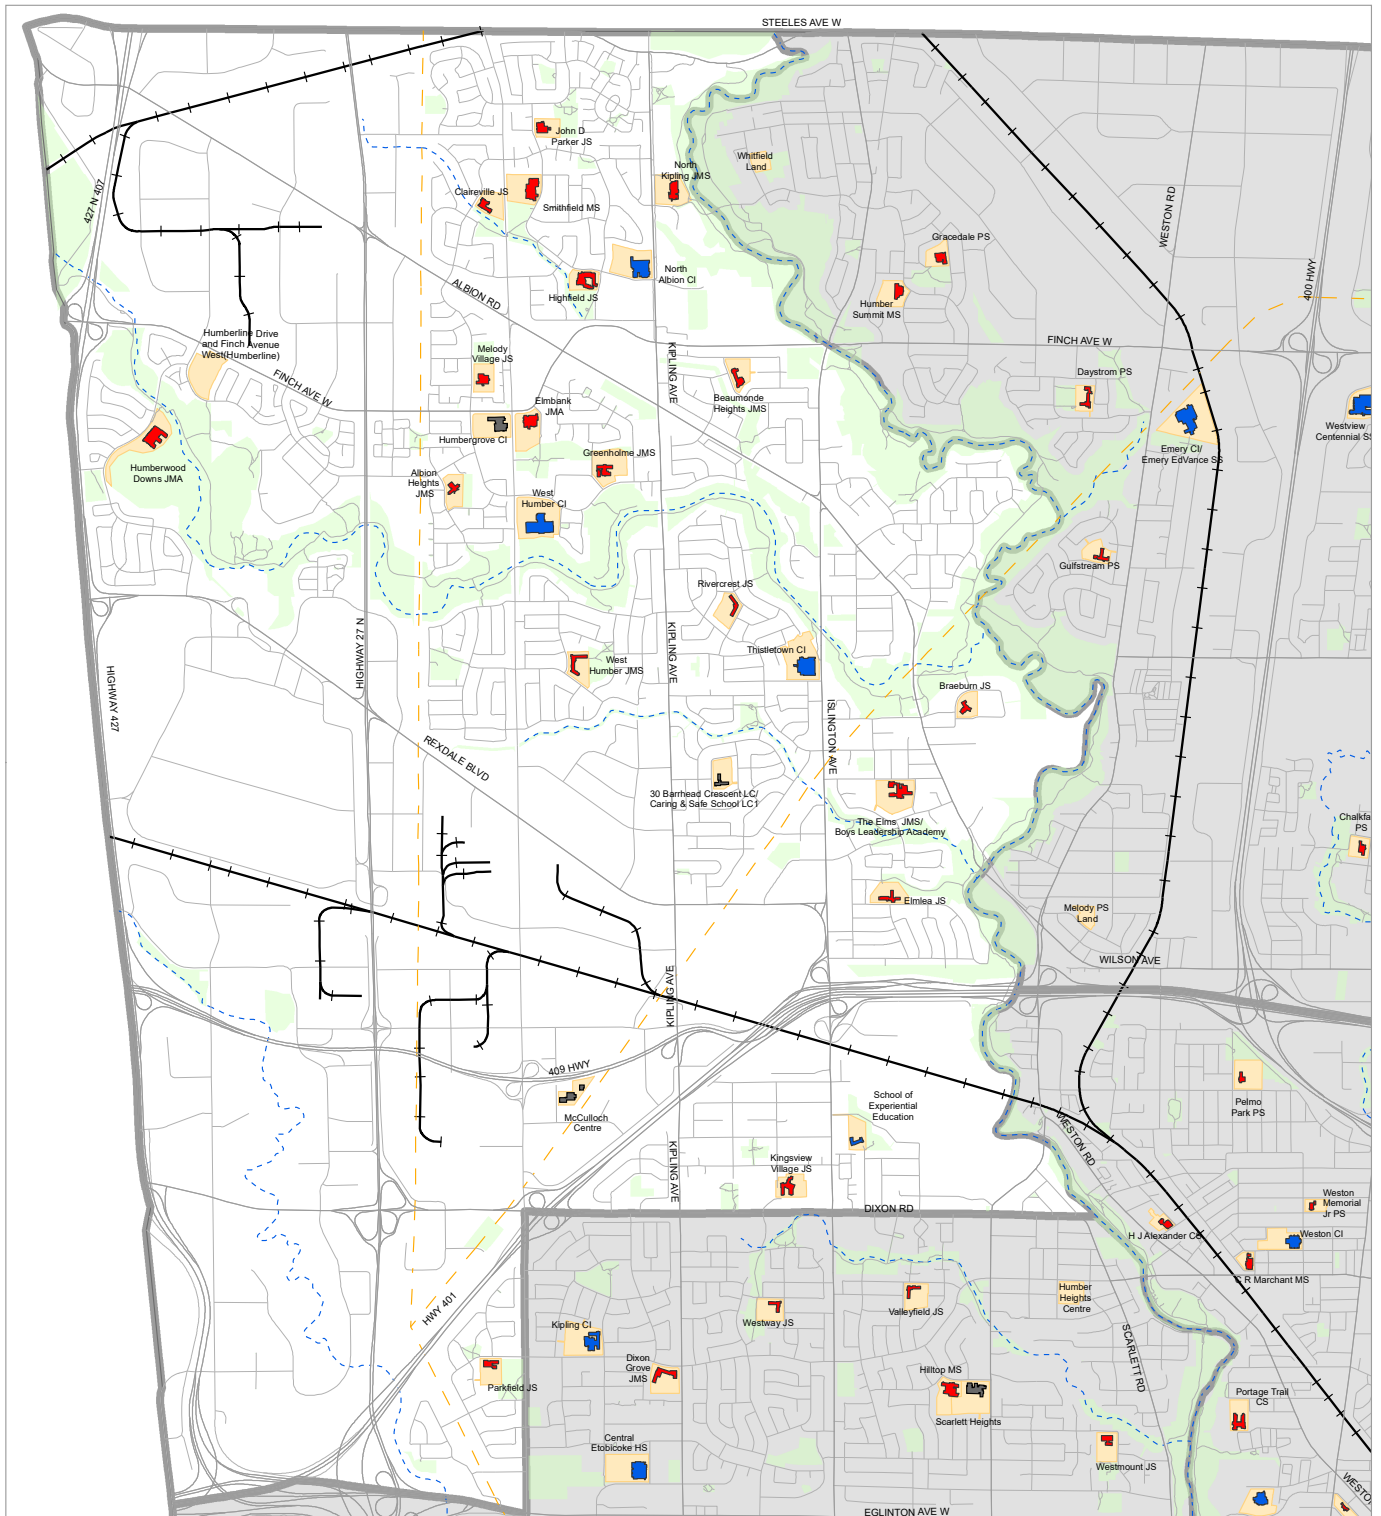 STEELES AVE W
John D
Parker JS
Whitfield
Land
North
Kipling JMS
427 N 407
Claireville JS
Smithfield MS
WESTON RD
Gracedale PS
400 HWY
North
Albion CI
Highfield JS
ALBION RD
Humber
Summit MS
Humberline Drive
and Finch Avenue
West(Humberline)
FINCH AVE W
Melody
Village JS
KIPLING AVE
Daystrom PS
FINCH AVE W
Beaumonde
Heights JMS
Elmbank
JMA
Humbergrove CI
Westview
Centennial SS
Emery CI/
Emery EdVance SS
Greenholme JMS
Humberwood
Downs JMA
Albion
Heights
JMS
West
Humber CI
Gulfstream PS
Rivercrest JS
HIGHWAY 27 N
KIPLING AVE
Thistletown CI
West
Humber JMS
HIGHWAY 427
Braeburn JS
ISLINGTON AVE
REXDALE BLVD
30 Barrhead Crescent LC/
Caring & Safe School LC1
The Elms JMS/
Boys Leadership Academy
Chalkfa
PS
Elmlea JS
Melody PS
Land
WILSON AVE
KIPLING AVE
409 HWY
School of
Experiential
Education
McCulloch
Centre
Pelmo
Park PS
WESTON RD
KIPLING AVE
Kingsview
Village JS
DIXON RD
Weston
Memorial
Jr PS
H J Alexander CS
Weston CI
C R Marchant MS
HWY 401
Humber
Heights
Centre
Valleyfield JS
Westway JS
Kipling CI
SCARLETT RD
Dixon
Grove
JMS
Hilltop MS
Parkfield JS
Portage Trail
CS
Scarlett Heights
Central
Etobicoke HS
Westmount JS
WESTO
EGLINTON AVE W